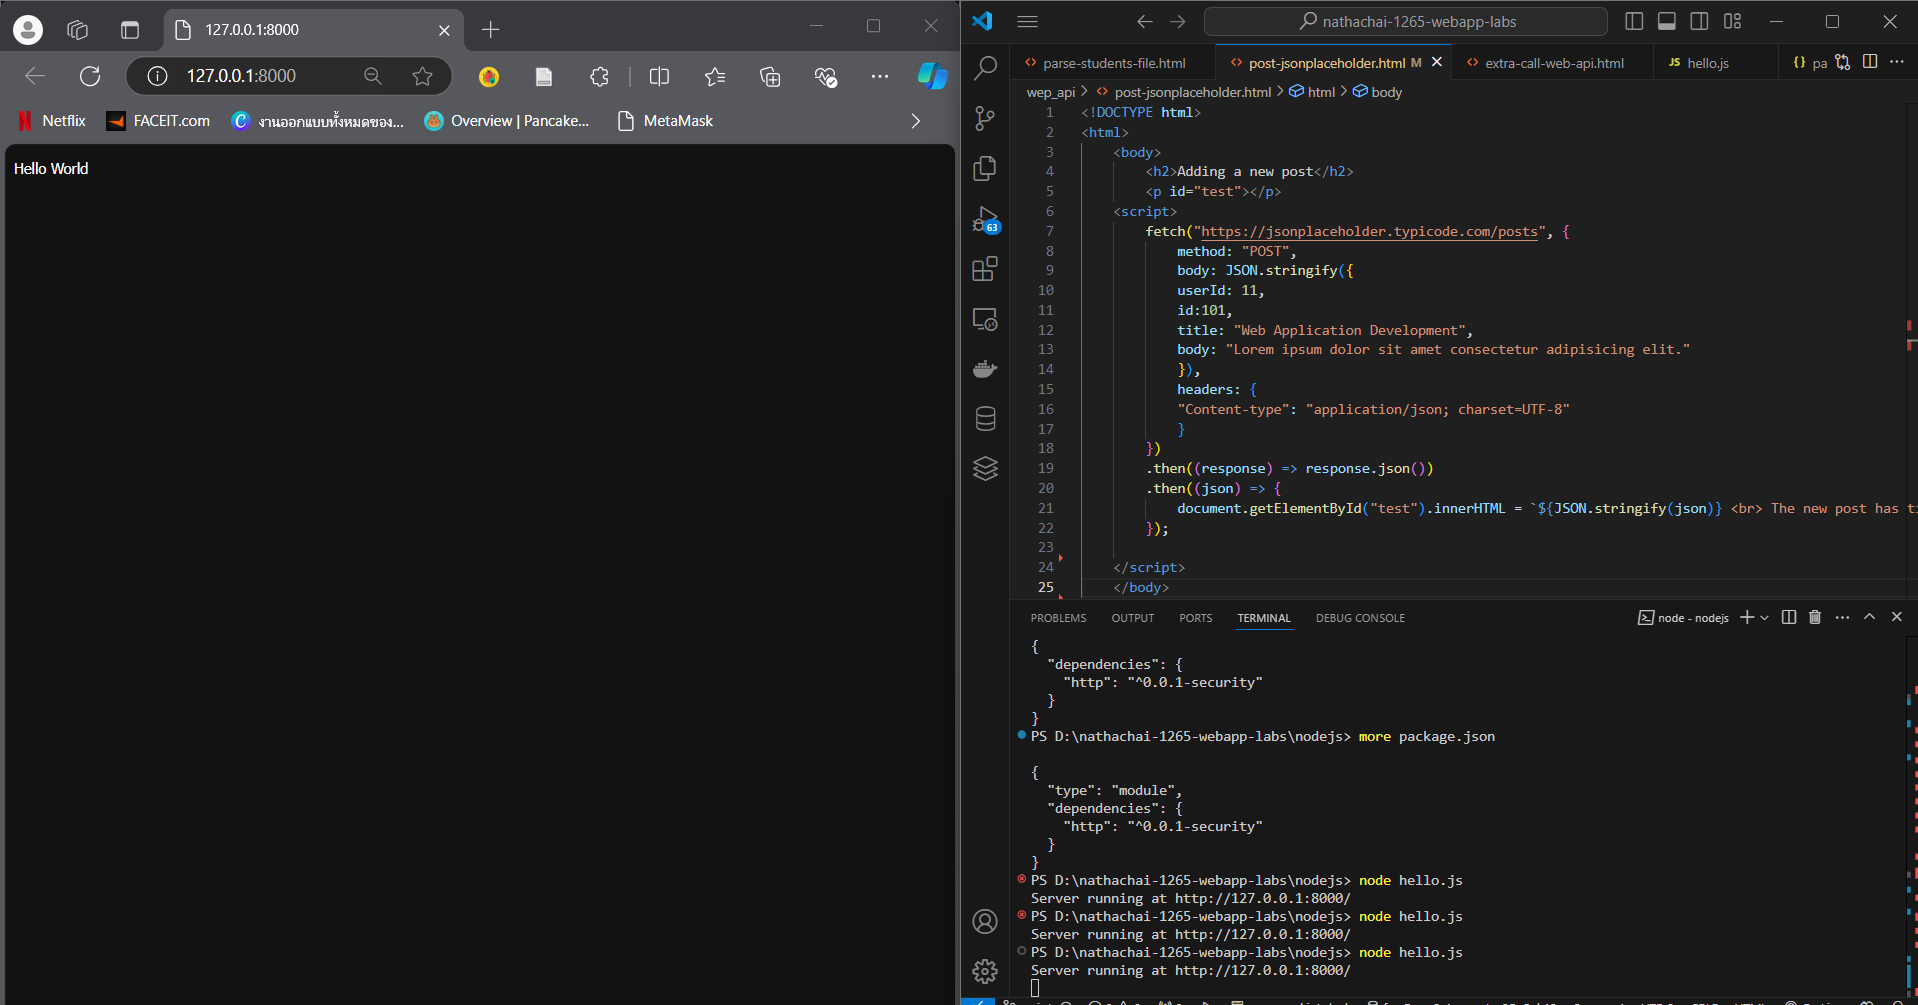 127.0.0.1:8000
127.0.0.1:8000
Netflix
FACEIT.com
งานออกแบบทั้งหมดของ...
Overview | Pancake...
MetaMask
Hello World
nathachai-1265-webapp-labs
parse-students-file.html
post-jsonplaceholder.html M
extra-call-web-api.html
JS hello.js
{} pa
wep_api > post-jsonplaceholder.html > html > body
63
1 <!DOCTYPE html>
2 <html>
3 <body>
4 <h2>Adding a new post</h2>
5 <p id="test"></p>
6 <script>
7 fetch("https://jsonplaceholder.typicode.com/posts", {
8 method: "POST",
9 body: JSON.stringify({
10 userId: 11,
11 id:101,
12 title: "Web Application Development",
13 body: "Lorem ipsum dolor sit amet consectetur adipisicing elit."
14 }),
15 headers: {
16 "Content-type": "application/json; charset=UTF-8"
17 }
18 })
19 .then((response) => response.json())
20 .then((json) => {
21 document.getElementById("test").innerHTML = `${JSON.stringify(json)} <br> The new post has t
22 });
23
24 </script>
25 </body>
PROBLEMS OUTPUT PORTS TERMINAL DEBUG CONSOLE
node - nodejs
{
"dependencies": {
"http": "^0.0.1-security"
}
}
PS D:\nathachai-1265-webapp-labs\nodejs> more package.json
{
"type": "module",
"dependencies": {
"http": "^0.0.1-security"
}
}
PS D:\nathachai-1265-webapp-labs\nodejs> node hello.js
Server running at http://127.0.0.1:8000/
PS D:\nathachai-1265-webapp-labs\nodejs> node hello.js
Server running at http://127.0.0.1:8000/
PS D:\nathachai-1265-webapp-labs\nodejs> node hello.js
Server running at http://127.0.0.1:8000/